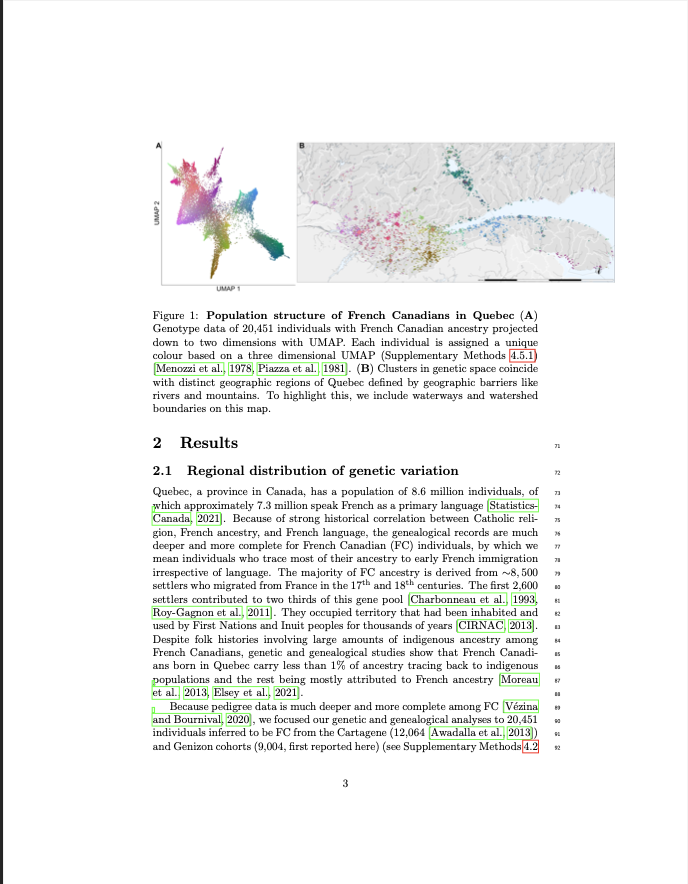 A
B
UMAP 2
UMAP 1
Figure 1: Population structure of French Canadians in Quebec (A)
Genotype data of 20,451 individuals with French Canadian ancestry projected
down to two dimensions with UMAP. Each individual is assigned a unique
colour based on a three dimensional UMAP (Supplementary Methods 4.5.1)
[Menozzi et al., 1978, Piazza et al., 1981]. (B) Clusters in genetic space coincide
with distinct geographic regions of Quebec defined by geographic barriers like
rivers and mountains. To highlight this, we include waterways and watershed
boundaries on this map.
2 Results 71
2.1 Regional distribution of genetic variation 72
Quebec, a province in Canada, has a population of 8.6 million individuals, of 73
which approximately 7.3 million speak French as a primary language [Statistics- 74
Canada, 2021]. Because of strong historical correlation between Catholic reli- 75
gion, French ancestry, and French language, the genealogical records are much 76
deeper and more complete for French Canadian (FC) individuals, by which we 77
mean individuals who trace most of their ancestry to early French immigration 78
irrespective of language. The majority of FC ancestry is derived from ∼8,500 79
settlers who migrated from France in the 17th and 18th centuries. The first 2,600 80
settlers contributed to two thirds of this gene pool [Charbonneau et al., 1993, 81
Roy-Gagnon et al., 2011]. They occupied territory that had been inhabited and 82
used by First Nations and Inuit peoples for thousands of years [CIRNAC, 2013]. 83
Despite folk histories involving large amounts of indigenous ancestry among 84
French Canadians, genetic and genealogical studies show that French Canadi- 85
ans born in Quebec carry less than 1% of ancestry tracing back to indigenous 86
populations and the rest being mostly attributed to French ancestry [Moreau 87
et al., 2013, Elsey et al., 2021]. 88
Because pedigree data is much deeper and more complete among FC [Vézina 89
and Bournival, 2020], we focused our genetic and genealogical analyses to 20,451 90
individuals inferred to be FC from the Cartagene (12,064 [Awadalla et al., 2013]) 91
and Genizon cohorts (9,004, first reported here) (see Supplementary Methods 4.2 92
3